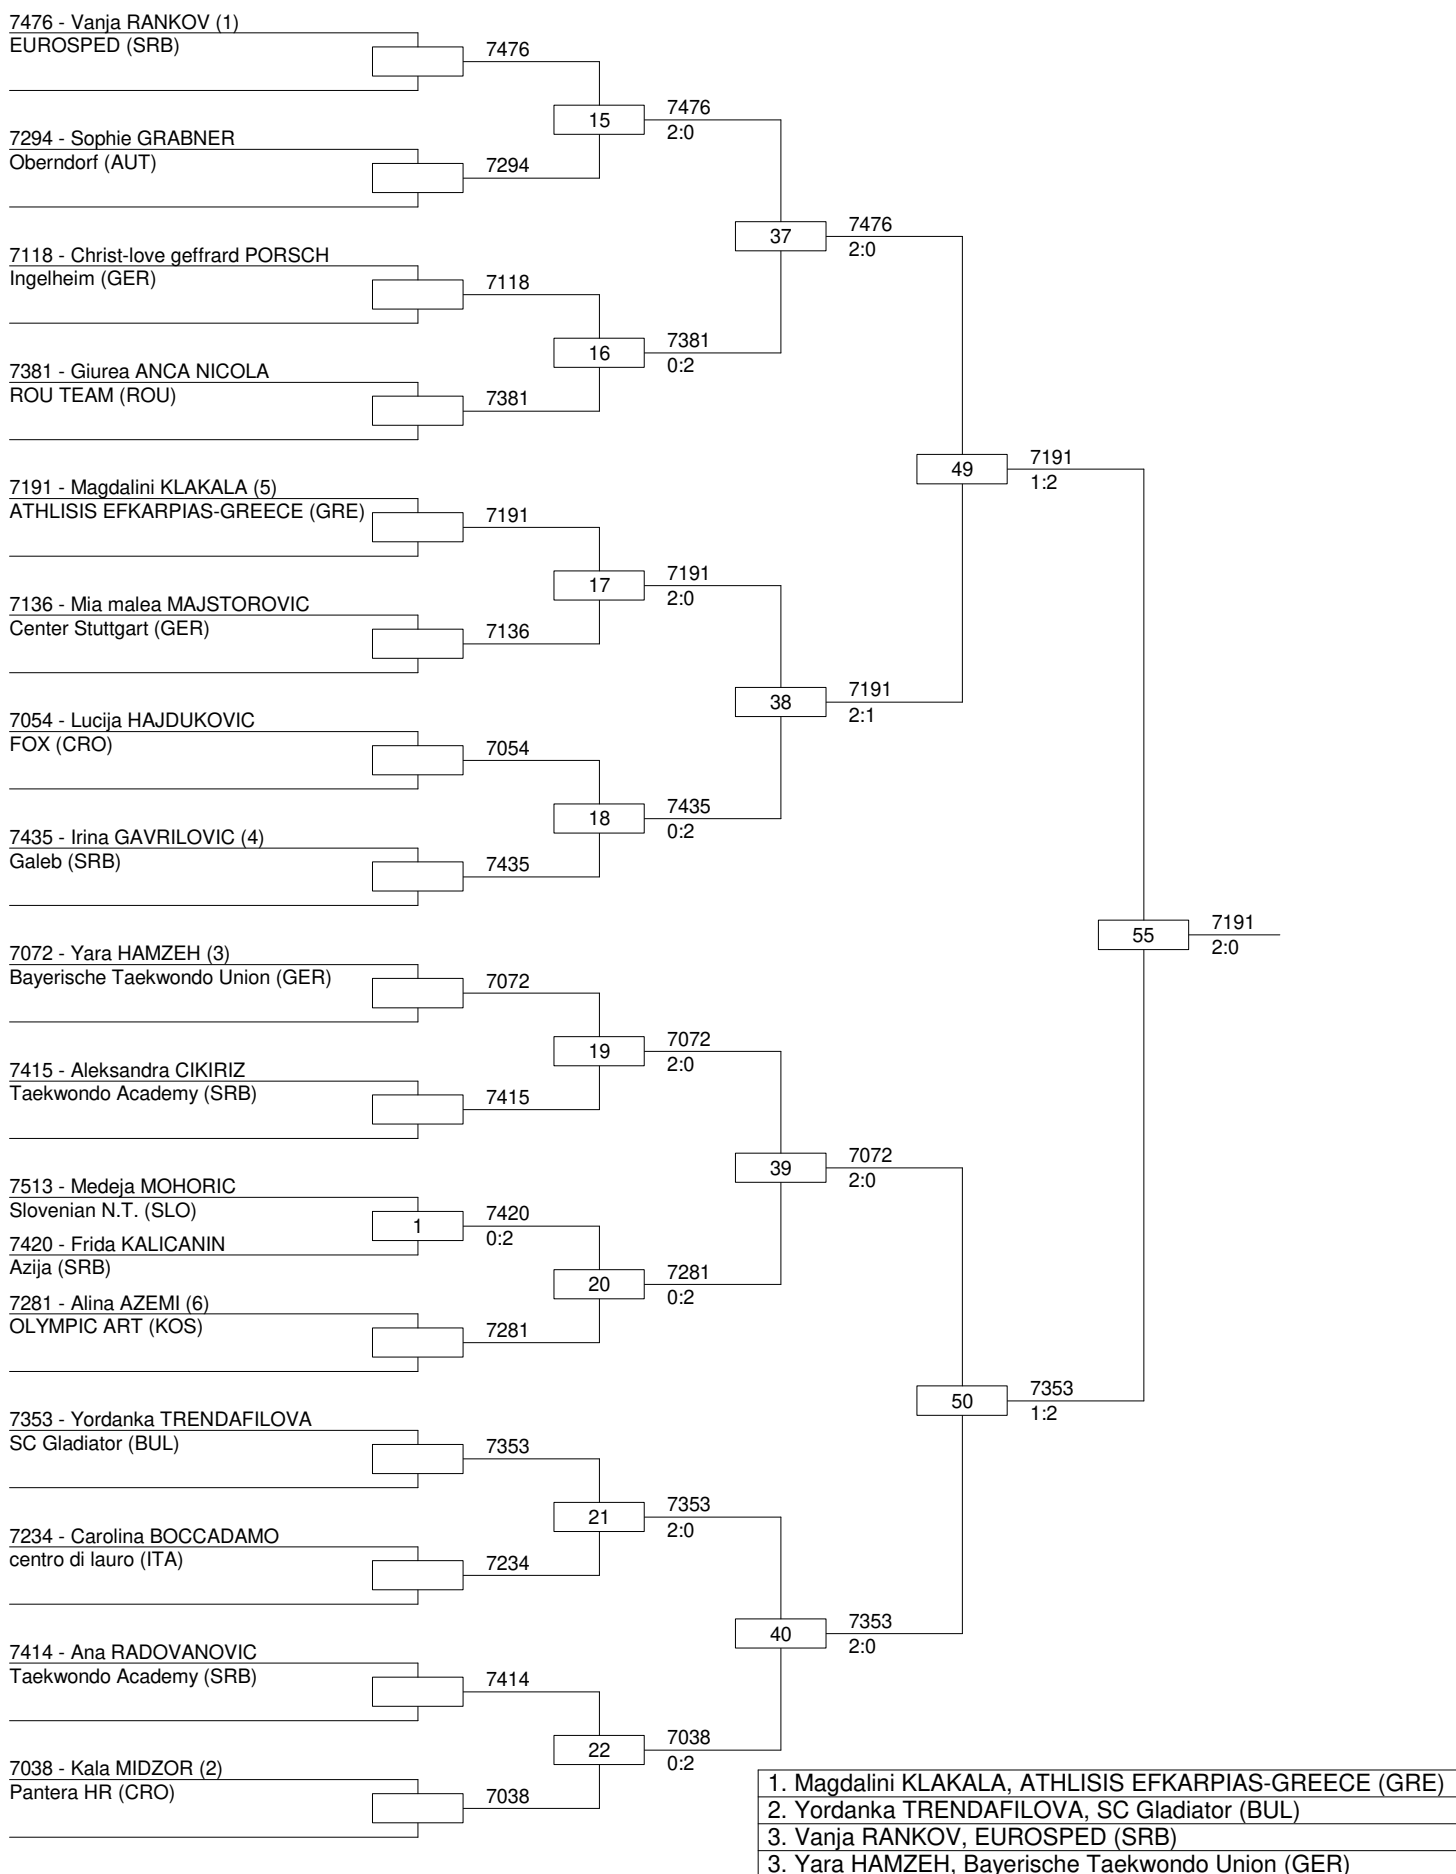 7476 - Vanja RANKOV (1)
EUROSPED (SRB)
7476
15
7476
2:0
7294 - Sophie GRABNER
Oberndorf (AUT)
7294
37
7476
2:0
7118 - Christ-love geffrard PORSCH
Ingelheim (GER)
7118
16
7381
0:2
7381 - Giurea ANCA NICOLA
ROU TEAM (ROU)
7381
49
7191
1:2
7191 - Magdalini KLAKALA (5)
ATHLISIS EFKARPIAS-GREECE (GRE)
7191
17
7191
2:0
7136 - Mia malea MAJSTOROVIC
Center Stuttgart (GER)
7136
38
7191
2:1
7054 - Lucija HAJDUKOVIC
FOX (CRO)
7054
18
7435
0:2
7435 - Irina GAVRILOVIC (4)
Galeb (SRB)
7435
55
7191
2:0
7072 - Yara HAMZEH (3)
Bayerische Taekwondo Union (GER)
7072
19
7072
2:0
7415 - Aleksandra CIKIRIZ
Taekwondo Academy (SRB)
7415
39
7072
2:0
7513 - Medeja MOHORIC
Slovenian N.T. (SLO)
1
7420
0:2
7420 - Frida KALICANIN
Azija (SRB)
20
7281
0:2
7281 - Alina AZEMI (6)
OLYMPIC ART (KOS)
7281
50
7353
1:2
7353 - Yordanka TRENDAFILOVA
SC Gladiator (BUL)
7353
21
7353
2:0
7234 - Carolina BOCCADAMO
centro di lauro (ITA)
7234
40
7353
2:0
7414 - Ana RADOVANOVIC
Taekwondo Academy (SRB)
7414
22
7038
0:2
7038 - Kala MIDZOR (2)
Pantera HR (CRO)
7038
1. Magdalini KLAKALA, ATHLISIS EFKARPIAS-GREECE (GRE)
2. Yordanka TRENDAFILOVA, SC Gladiator (BUL)
3. Vanja RANKOV, EUROSPED (SRB)
3. Yara HAMZEH, Bayerische Taekwondo Union (GER)